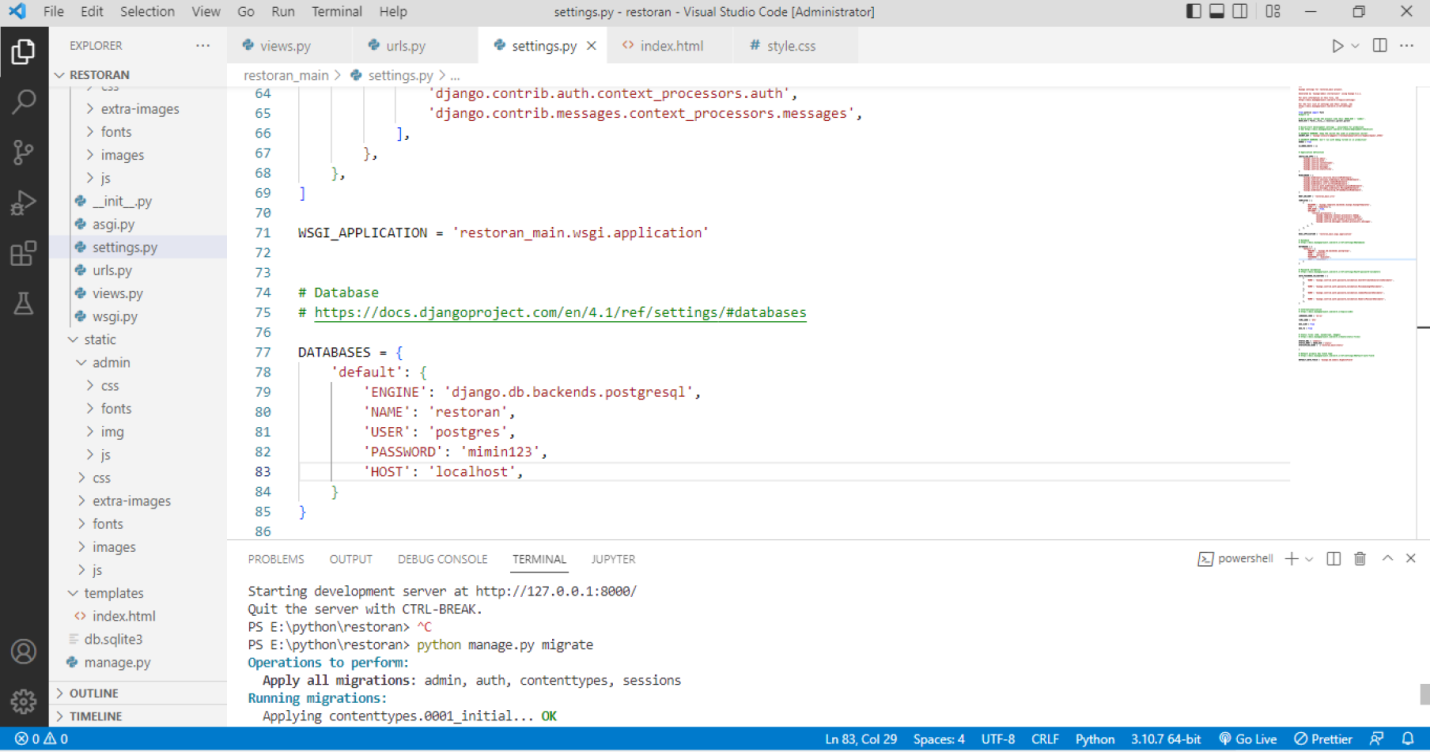 File Edit Selection View Go Run Terminal Help settings.py - restoran - Visual Studio Code [Administrator]
EXPLORER ...
RESTORAN
css
extra-images
fonts
images
js
__init__.py
asgi.py
settings.py
urls.py
views.py
wsgi.py
static
admin
css
fonts
img
js
css
extra-images
fonts
images
js
templates
index.html
db.sqlite3
manage.py
OUTLINE
TIMELINE
views.py urls.py settings.py index.html # style.css
restoran_main > settings.py > ...
64 'django.contrib.auth.context_processors.auth',
65 'django.contrib.messages.context_processors.messages',
66 ],
67 },
68 },
69 ]
70
71 WSGI_APPLICATION = 'restoran_main.wsgi.application'
72
73
74 # Database
75 # https://docs.djangoproject.com/en/4.1/ref/settings/#databases
76
77 DATABASES = {
78 'default': {
79 'ENGINE': 'django.db.backends.postgresql',
80 'NAME': 'restoran',
81 'USER': 'postgres',
82 'PASSWORD': 'mimin123',
83 'HOST': 'localhost',
84 }
85 }
86
PROBLEMS OUTPUT DEBUG CONSOLE TERMINAL JUPYTER powershell
Starting development server at http://127.0.0.1:8000/
Quit the server with CTRL-BREAK.
PS E:\python\restoran> ^C
PS E:\python\restoran> python manage.py migrate
Operations to perform:
Apply all migrations: admin, auth, contenttypes, sessions
Running migrations:
Applying contenttypes.0001_initial... OK
0 0 Ln 83, Col 29 Spaces: 4 UTF-8 CRLF Python 3.10.7 64-bit Go Live Prettier